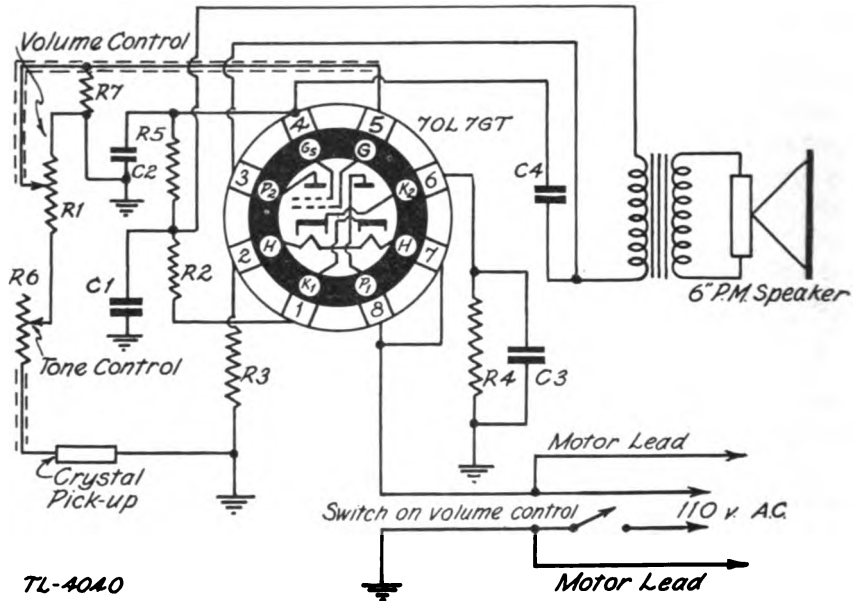 Volume Control
R7
R5
C2
R1
R6
C1
R2
Tone Control
R3
Crystal
Pick-up
4
5
70L7GT
3
Gs
G
6
P2
K2
2
H
H
7
K1
P1
1
8
C4
6" P.M. Speaker
R4
C3
Motor Lead
Switch on volume control
110 v. A.C.
Motor Lead
TL-4040